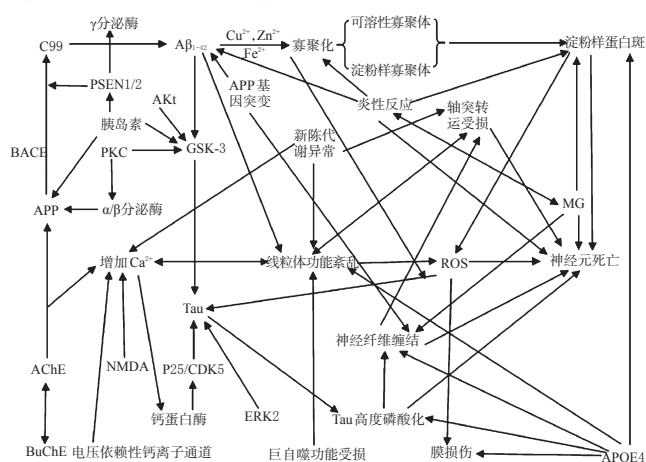 γ分泌酶
C99
Aβ₁₋₄₂
Cu²⁺,Zn²⁺
Fe²⁺
寡聚化
可溶性寡聚体
淀粉样寡聚体
淀粉样蛋白斑
PSEN1/2
APP基
因突变
炎性反应
轴突转
运受损
AKt
胰岛素
新陈代
谢异常
BACE
PKC
GSK-3
APP
α/β分泌酶
MG
增加Ca²⁺
线粒体功能紊乱
ROS
神经元死亡
Tau
神经纤维缠结
AChE
NMDA
P25/CDK5
钙蛋白酶
ERK2
Tau高度磷酸化
BuChE
电压依赖性钙离子通道
巨自噬功能受损
膜损伤
APOE4